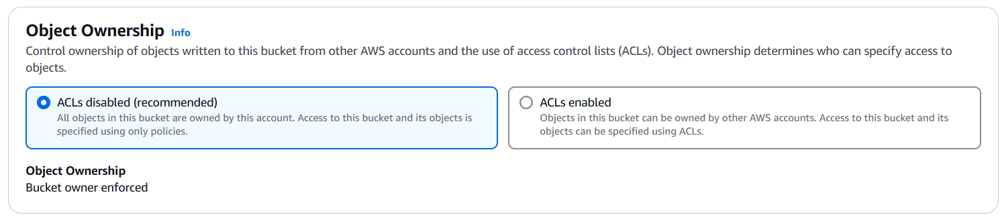 Object Ownership Info
Control ownership of objects written to this bucket from other AWS accounts and the use of access control lists (ACLs). Object ownership determines who can specify access to
objects.
ACLs disabled (recommended)
All objects in this bucket are owned by this account. Access to this bucket and its objects is
specified using only policies.
ACLs enabled
Objects in this bucket can be owned by other AWS accounts. Access to this bucket and its
objects can be specified using ACLs.
Object Ownership
Bucket owner enforced